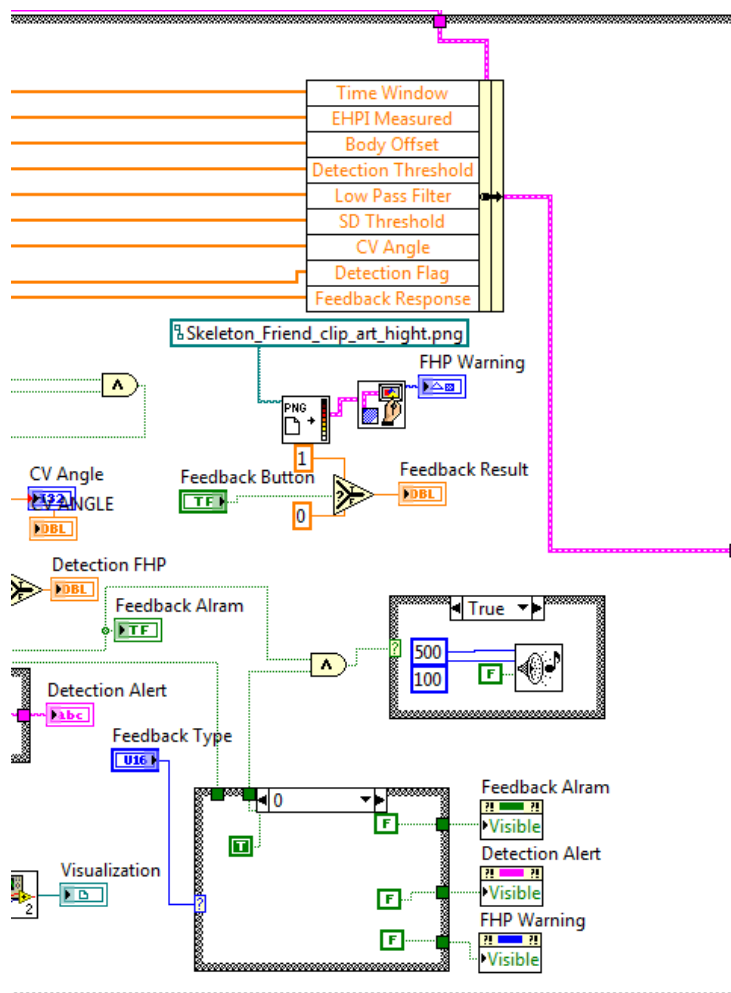 Time Window
EHPI Measured
Body Offset
Detection Threshold
Low Pass Filter
SD Threshold
CV Angle
Detection Flag
Feedback Response
Skeleton_Friend_clip_art_hight.png
FHP Warning
PNG
1
CV Angle
I32
CV ANGLE
DBL
Feedback Button
TF
? T F
0
Feedback Result
DBL
Detection FHP
DBL
Feedback Alram
TF
True
?
500
100
F
Detection Alert
abc
Feedback Type
U16
0
T
F
F
F
?
Visualization
2
Feedback Alram
?! ?!
Visible
Detection Alert
?! ?!
Visible
FHP Warning
?! ?!
Visible